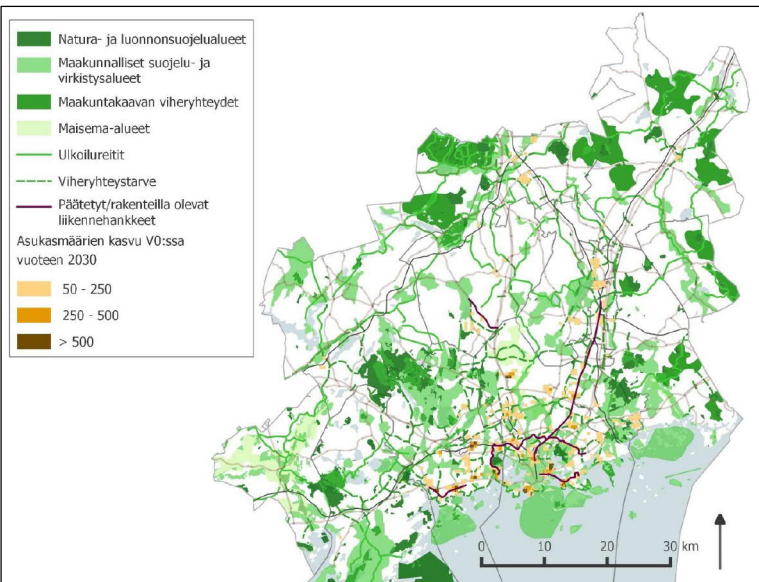 Natura- ja luonnonsuojelualueet
Maakunnalliset suojelu- ja
virkistysalueet
Maakuntakaavan viheryhteydet
Maisema-alueet
Ulkoilureitit
Viheryhteystarve
Päätetyt/rakenteilla olevat
liikennehankkeet
Asukasmäärien kasvu V0:ssa
vuoteen 2030
50 - 250
250 - 500
> 500
0 10 20 30 km